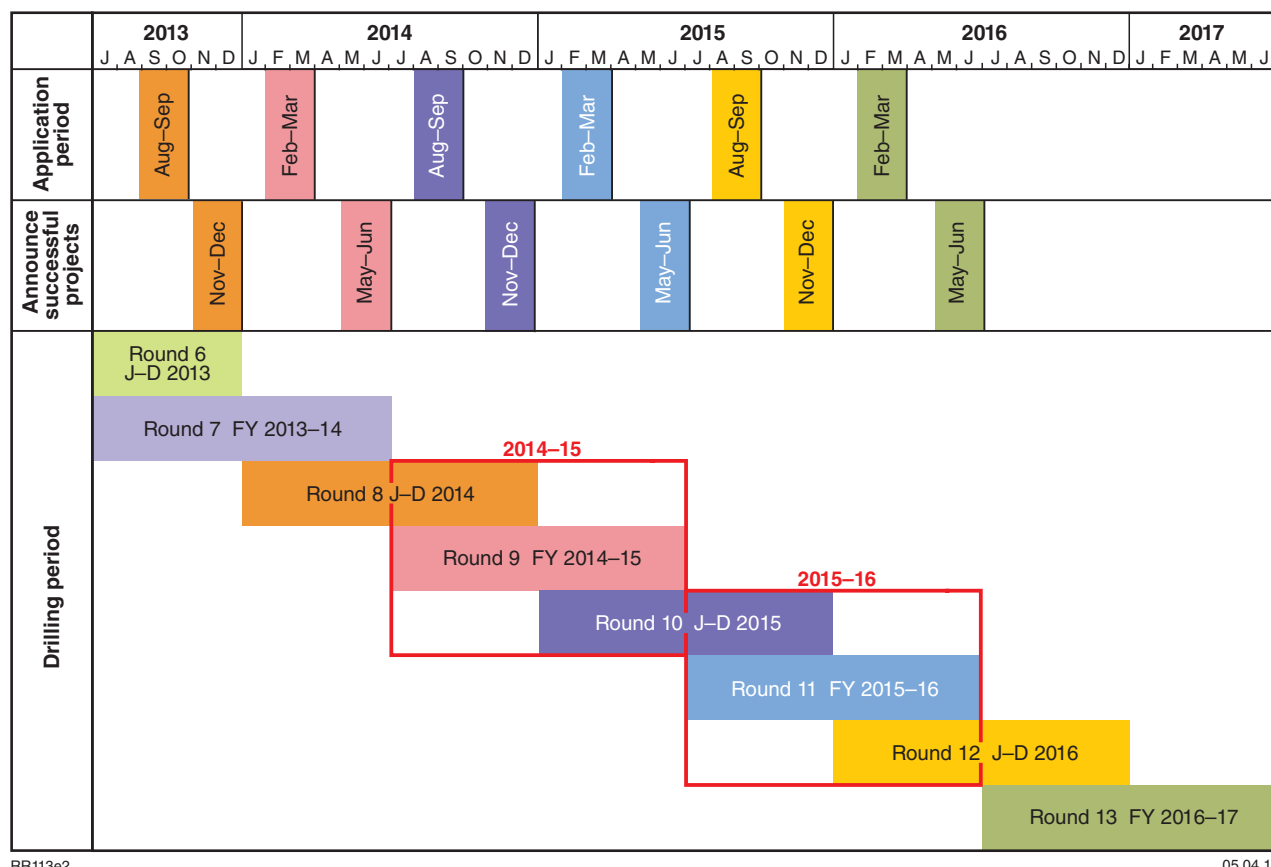 2013 2014 2015 2016 2017
J A S O N D J F M A M J J A S O N D J F M A M J J A S O N D J F M A M J J A S O N D J F M A M J
Application
period
Aug–Sep
Feb–Mar
Aug–Sep
Feb–Mar
Aug–Sep
Feb–Mar
Announce
successful
projects
Nov–Dec
May–Jun
Nov–Dec
May–Jun
Nov–Dec
May–Jun
Drilling period
Round 6
J–D 2013
Round 7 FY 2013–14
2014–15
Round 8 J–D 2014
Round 9 FY 2014–15
2015–16
Round 10 J–D 2015
Round 11 FY 2015–16
Round 12 J–D 2016
Round 13 FY 2016–17